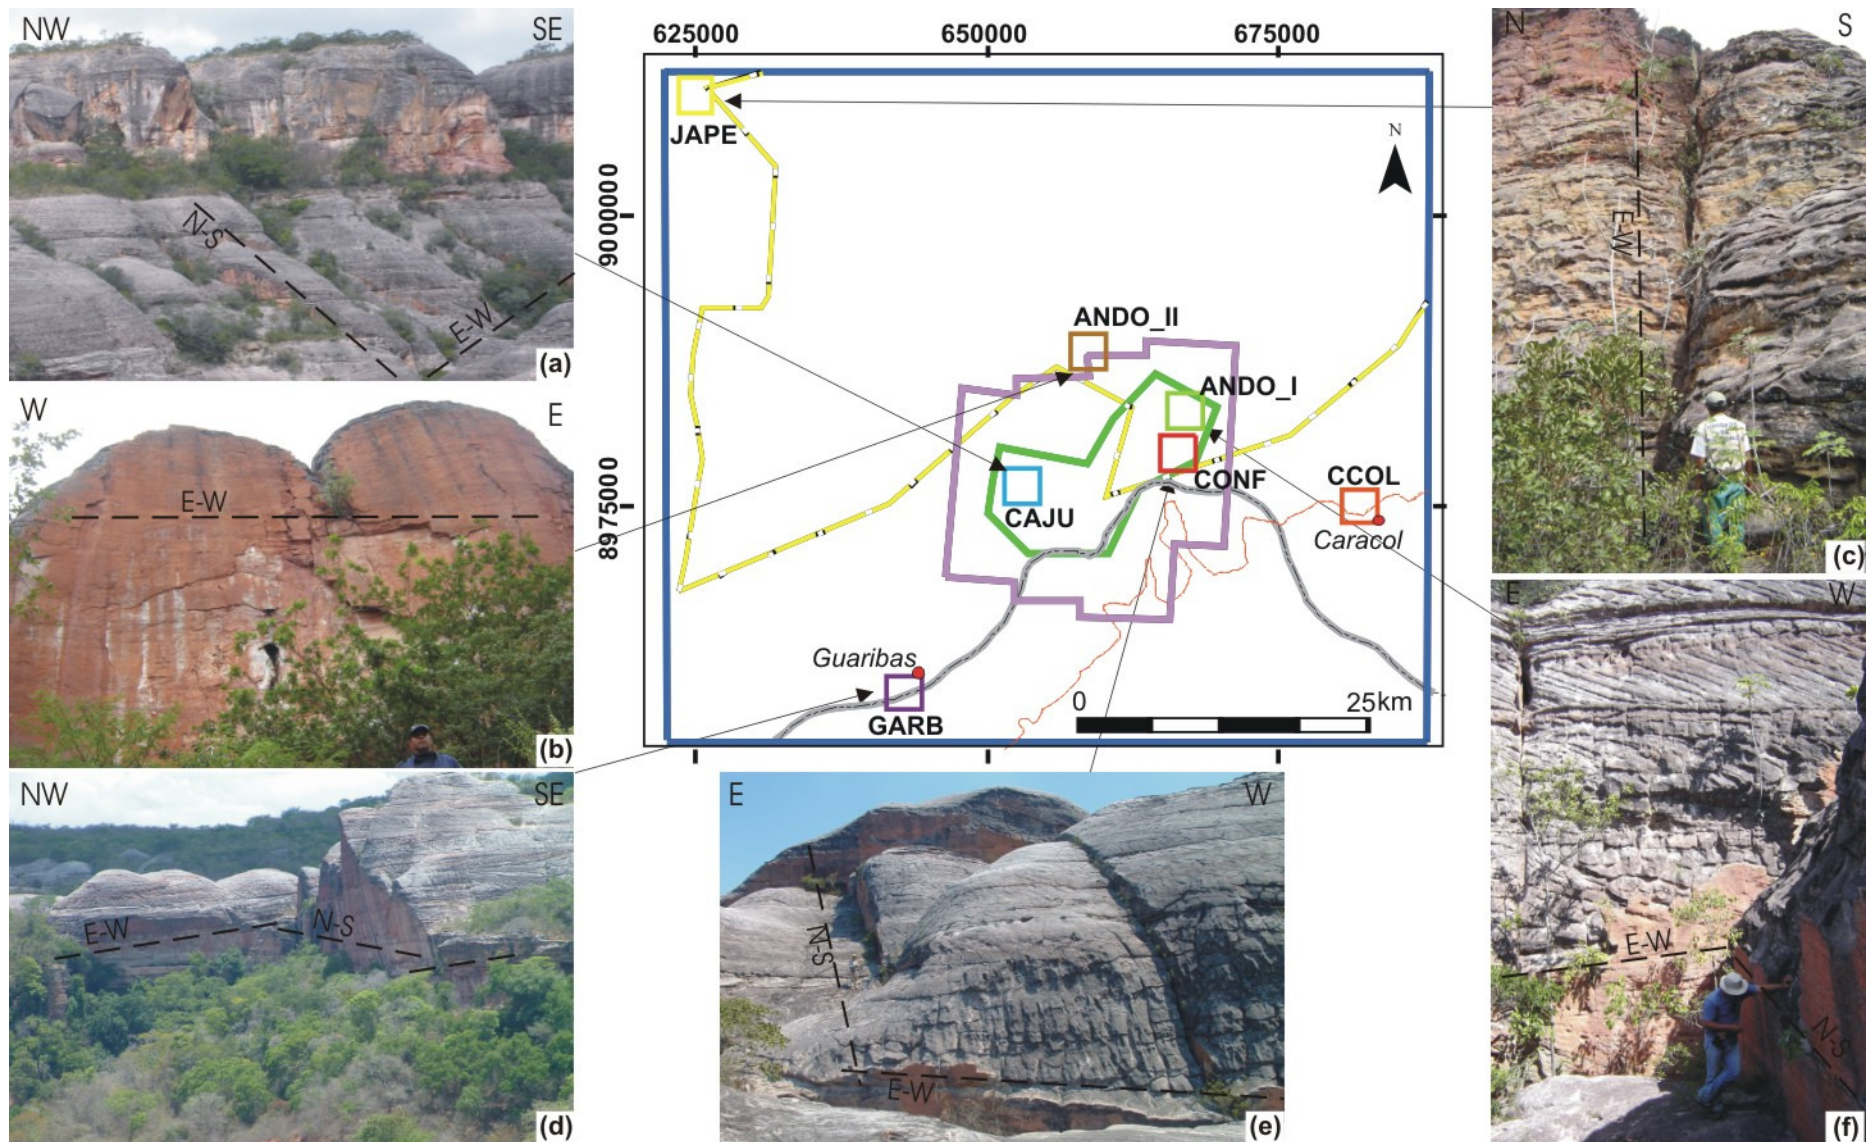 NW
SE
N-S
E-W
(a)
W
E
E-W
(b)
NW
SE
E-W
N-S
(d)
625000
650000
675000
9000000
8975000
JAPE
N
ANDO_II
ANDO_I
CONF
CCOL
Caracol
CAJU
Guaribas
GARB
0
25km
E
W
N-S
E-W
(e)
N
S
E-W
(c)
E
W
E-W
N-S
(f)